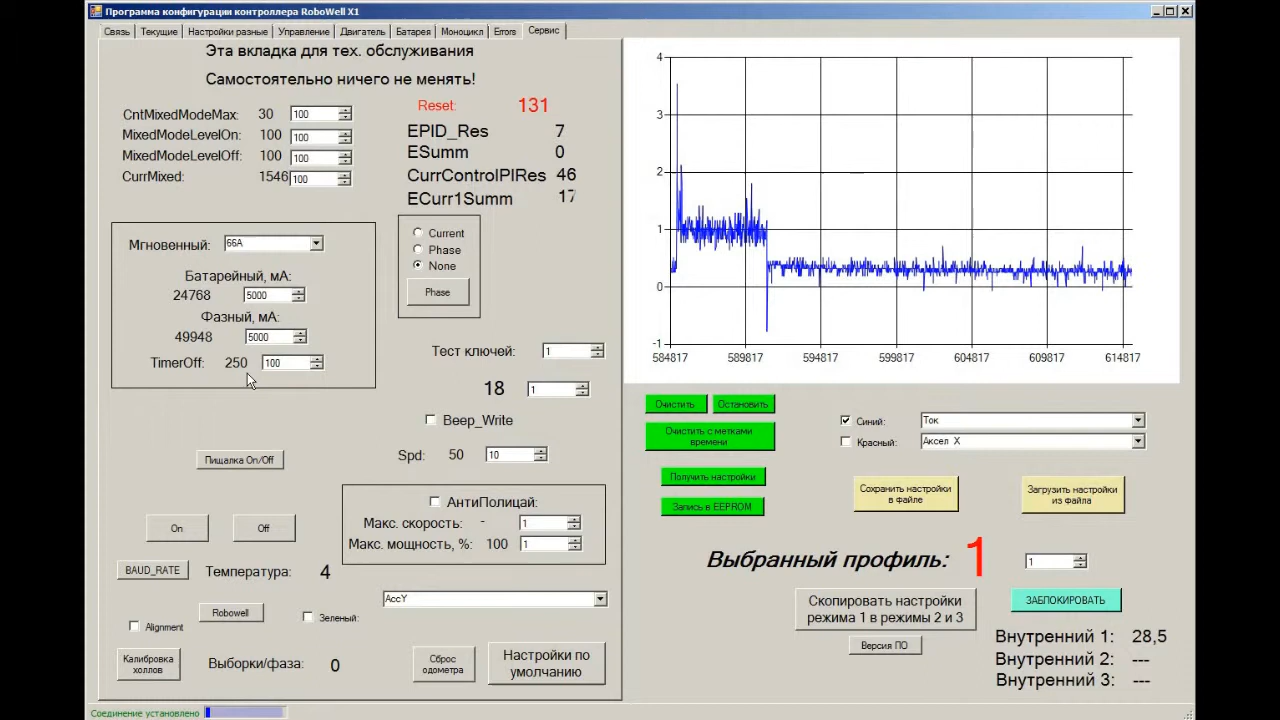 Программа конфигурации контроллера RoboWell X1
Связь Текущие Настройки разные Управление Двигатель Батарея Моноцикл Errors Сервис
Эта вкладка для тех. обслуживания
Самостоятельно ничего не менять!
CntMixedModeMax: 30 100
MixedModeLevelOn: 100 100
MixedModeLevelOff: 100 100
CurrMixed: 1546 100
Reset: 131
EPID_Res 7
ESumm 0
CurrControlPIRes 46
ECurr1Summ 17
Мгновенный: 66A
Батарейный, мА:
24768 5000
Фазный, мА:
49948 5000
TimerOff: 250 100
Current
Phase
None
Phase
Тест ключей: 1
18 1
Beep_Write
Spd: 50 10
Пищалка On/Off
АнтиПолицай:
Макс. скорость: - 1
Макс. мощность, %: 100 1
On Off
BAUD_RATE Температура: 4
AccY
Robowell Зеленый:
Alignment
Калибровка холлов
Выборки/фаза: 0
Сброс одометра
Настройки по умолчанию
4
3
2
1
0
-1
584817 589817 594817 599817 604817 609817 614817
Очистить Остановить
Очистить с метками времени
Синий: Ток
Красный: Аксел X
Получить настройки
Запись в EEPROM
Сохранить настройки в файле
Загрузить настройки из файла
Выбранный профиль: 1 1
Скопировать настройки режима 1 в режимы 2 и 3
ЗАБЛОКИРОВАТЬ
Версия ПО
Внутренний 1: 28,5
Внутренний 2: ---
Внутренний 3: ---
Соединение установлено